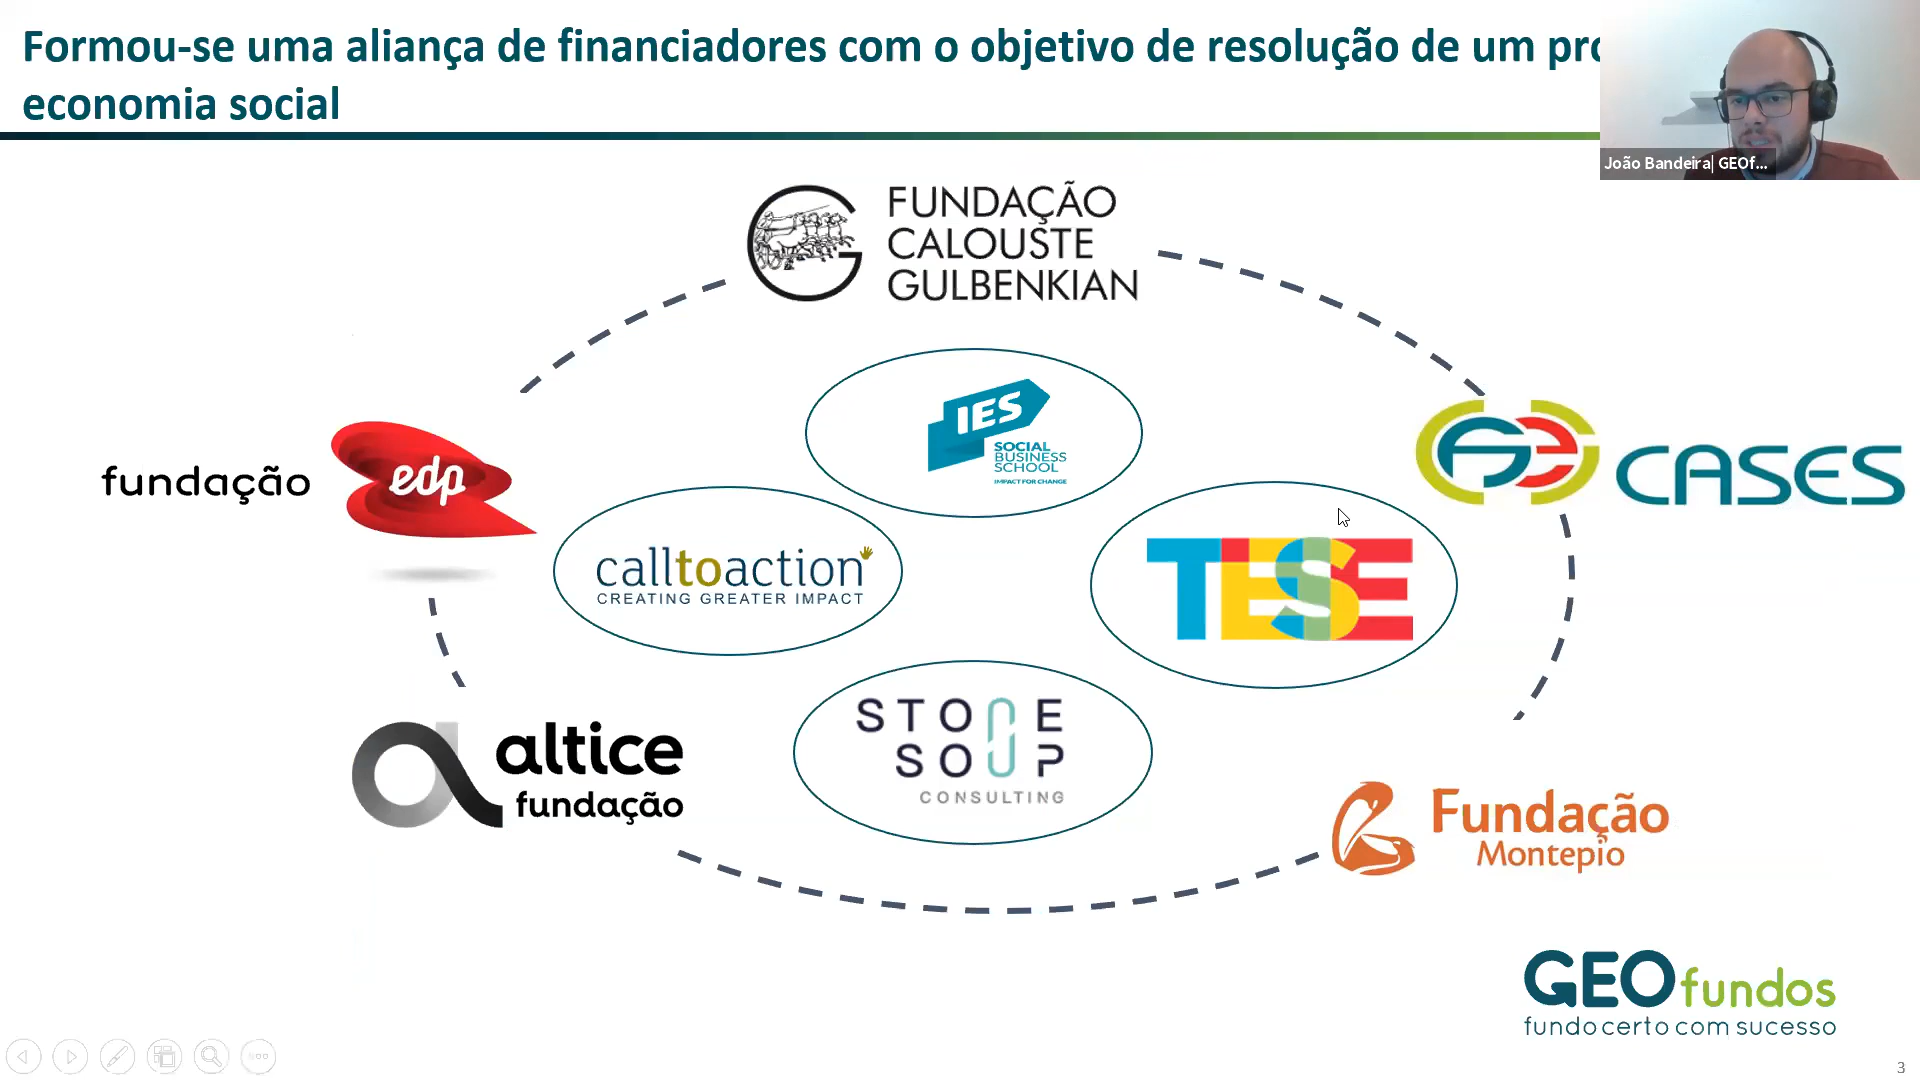 Formou-se uma aliança de financiadores com o objetivo de resolução de um pro
economia social
João Bandeira| GEOf...
FUNDAÇÃO
CALOUSTE
GULBENKIAN
IES
SOCIAL
BUSINESS
SCHOOL
IMPACT FOR CHANGE
fundação edp
CASES
calltoaction
CREATING GREATER IMPACT
TESE
STONE
SOUP
CONSULTING
altice
fundação
Fundação
Montepio
GEOfundos
fundo certo com sucesso
3